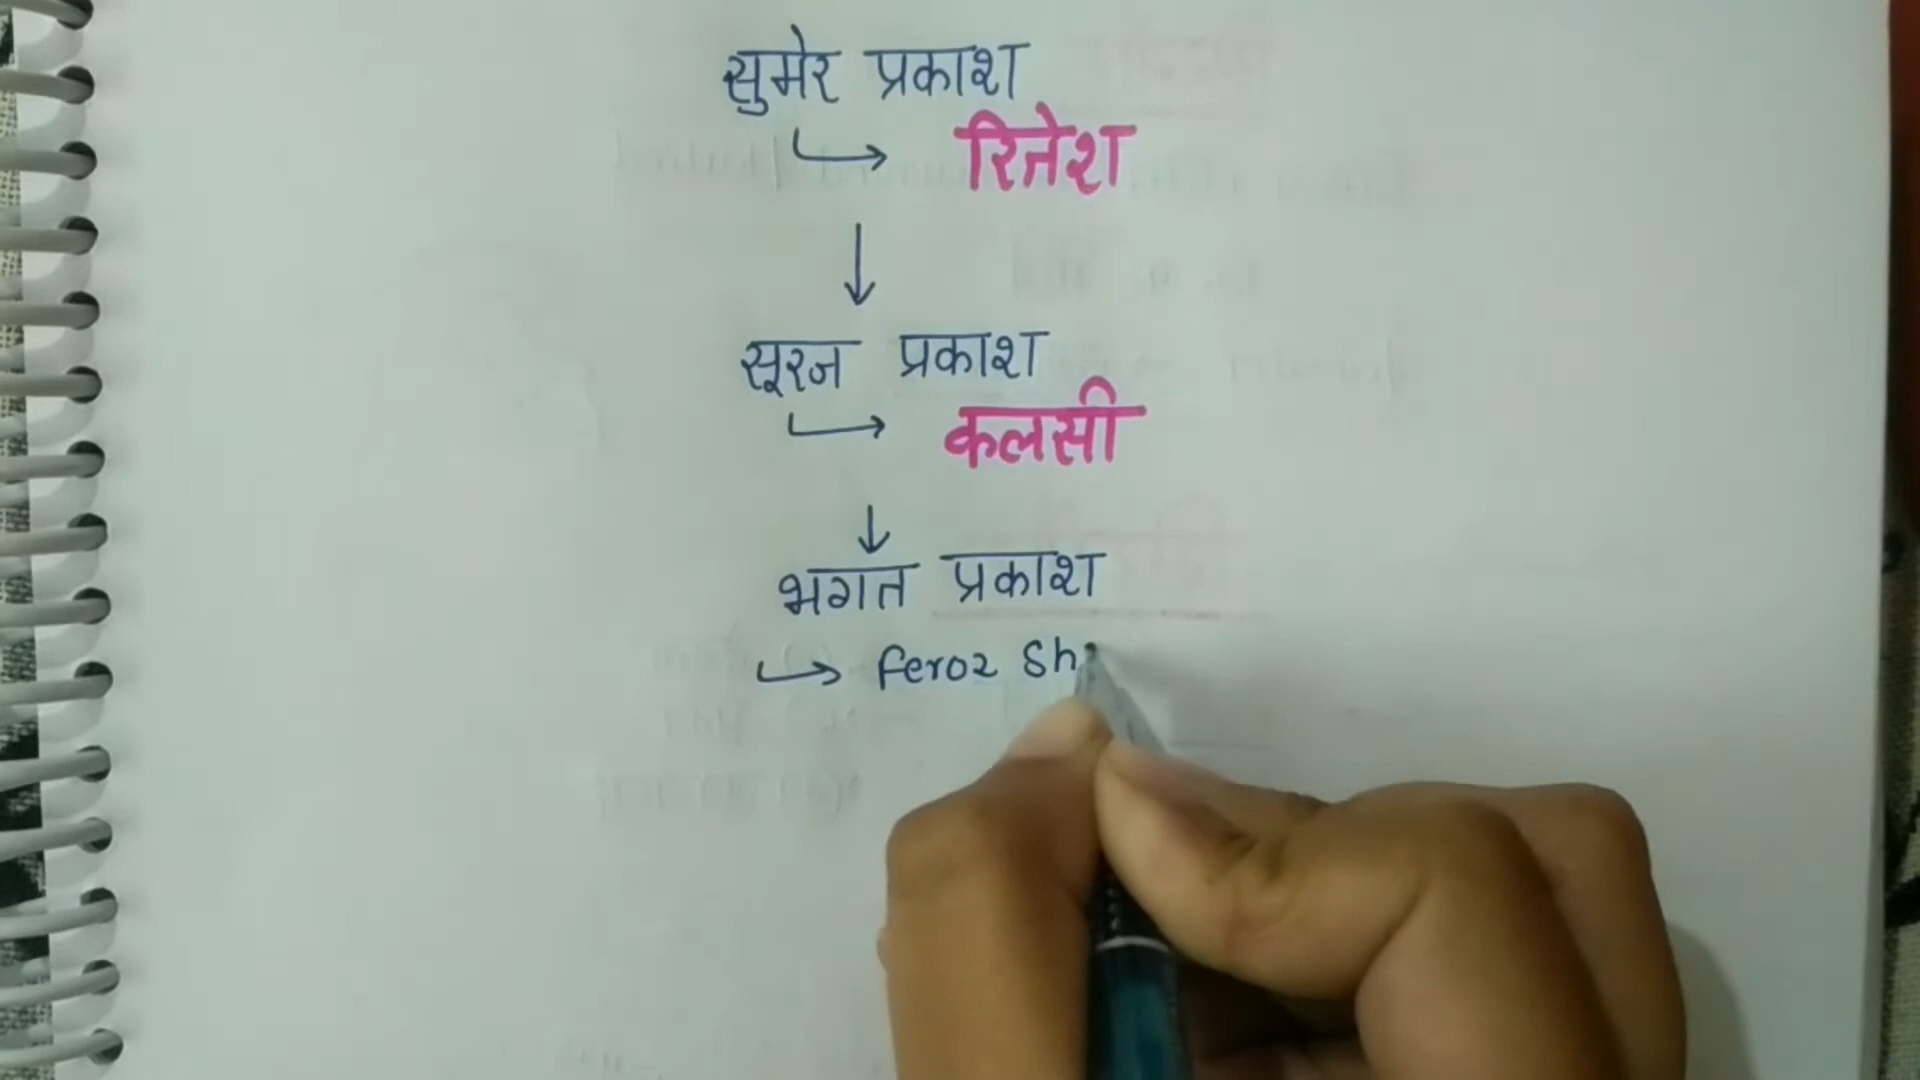 सुमेर प्रकाश
↳ रितेश
↓
सूरज प्रकाश
↳ कलसी
↓
भगत प्रकाश
↳ feroz Sh